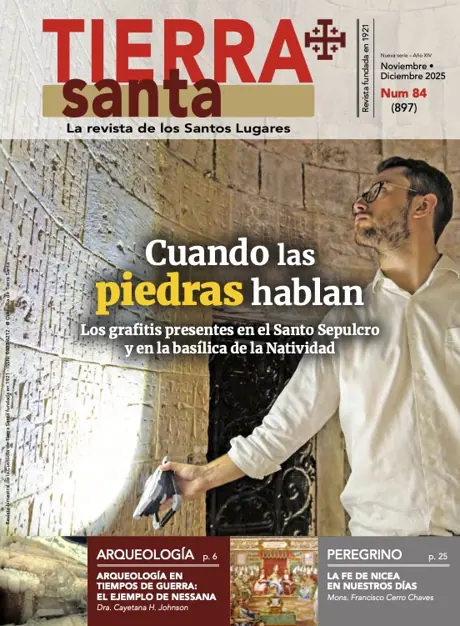 TIERRA
santa
La revista de los Santos Lugares
Revista fundada en 1921
Nueva serie – Año XIV
Noviembre •
Diciembre 2025
Num 84
(897)
Cuando las
piedras hablan
Los grafitis presentes en el Santo Sepulcro
y en la basílica de la Natividad
ARQUEOLOGÍA p. 6
ARQUEOLOGÍA EN
TIEMPOS DE GUERRA:
EL EJEMPLO DE NESSANA
Dra. Cayetana H. Johnson
PEREGRINO p. 25
LA FE DE NICEA
EN NUESTROS DÍAS
Mons. Francisco Cerro Chaves